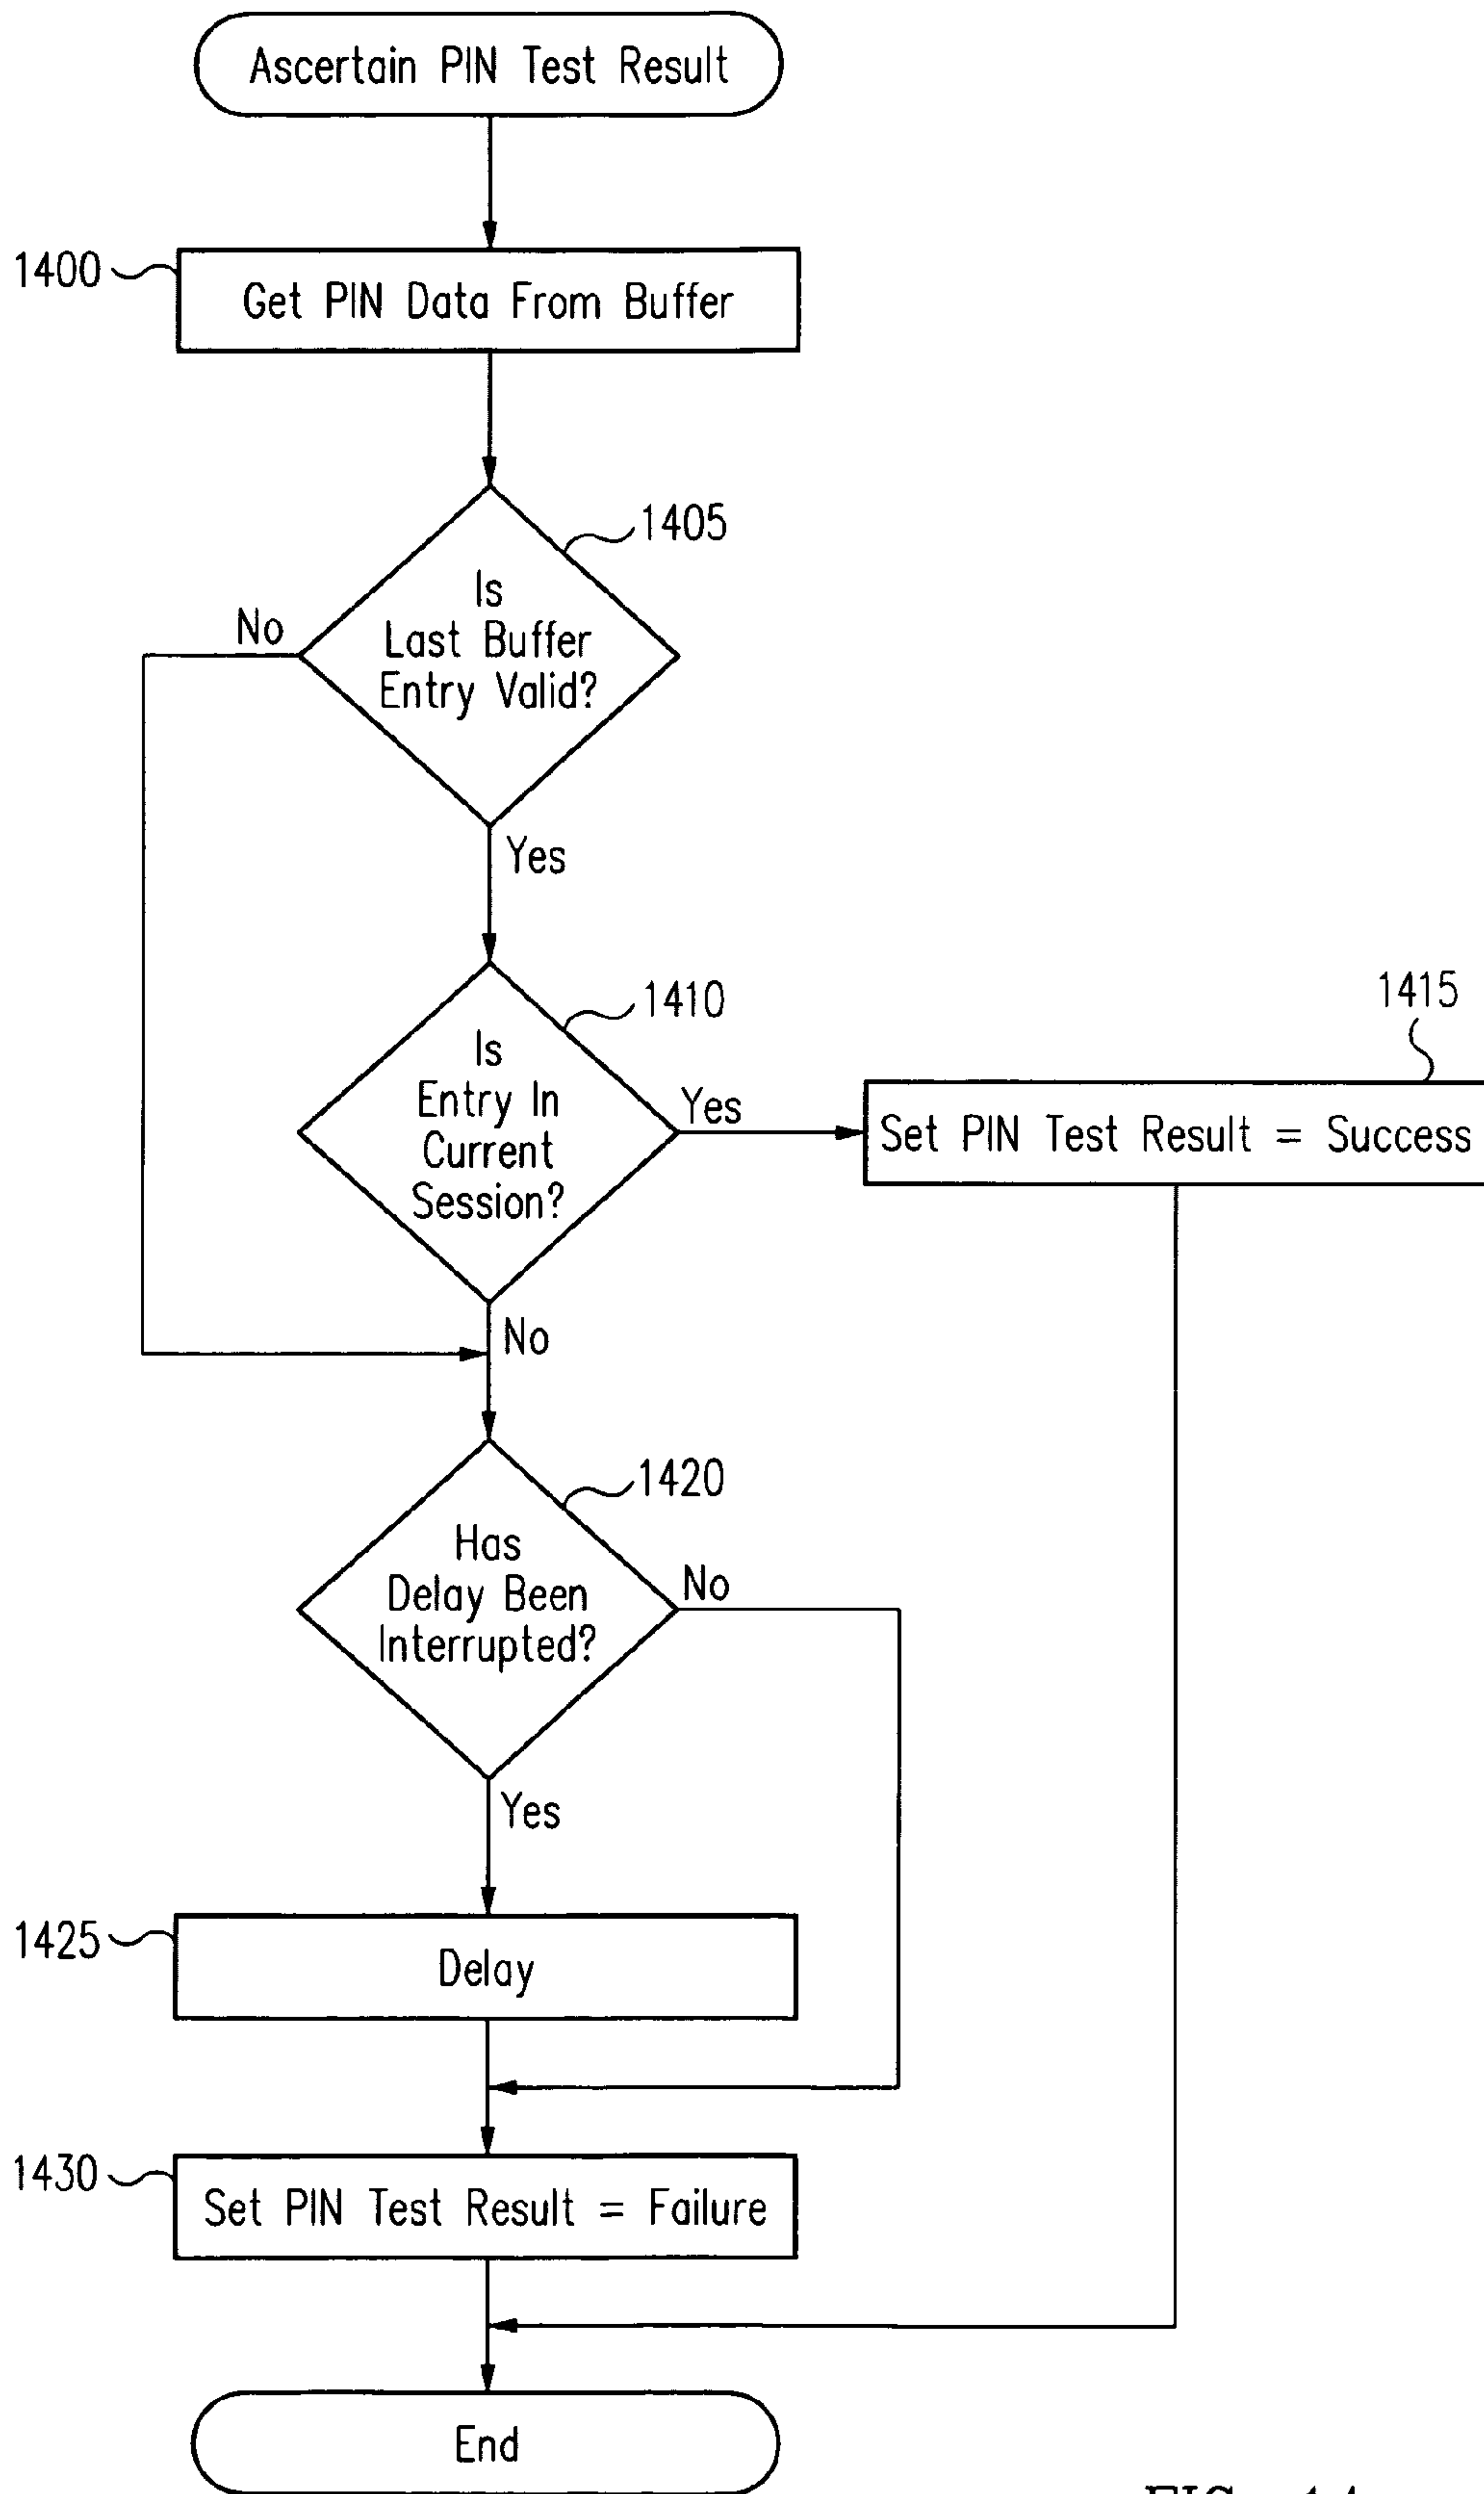 Ascertain PIN Test Result
1400
Get PIN Data From Buffer
1405
Is
Last Buffer
Entry Valid?
No
Yes
1410
Is
Entry In
Current
Session?
Yes
1415
Set PIN Test Result = Success
No
1420
Has
Delay Been
Interrupted?
No
Yes
1425
Delay
1430
Set PIN Test Result = Failure
End